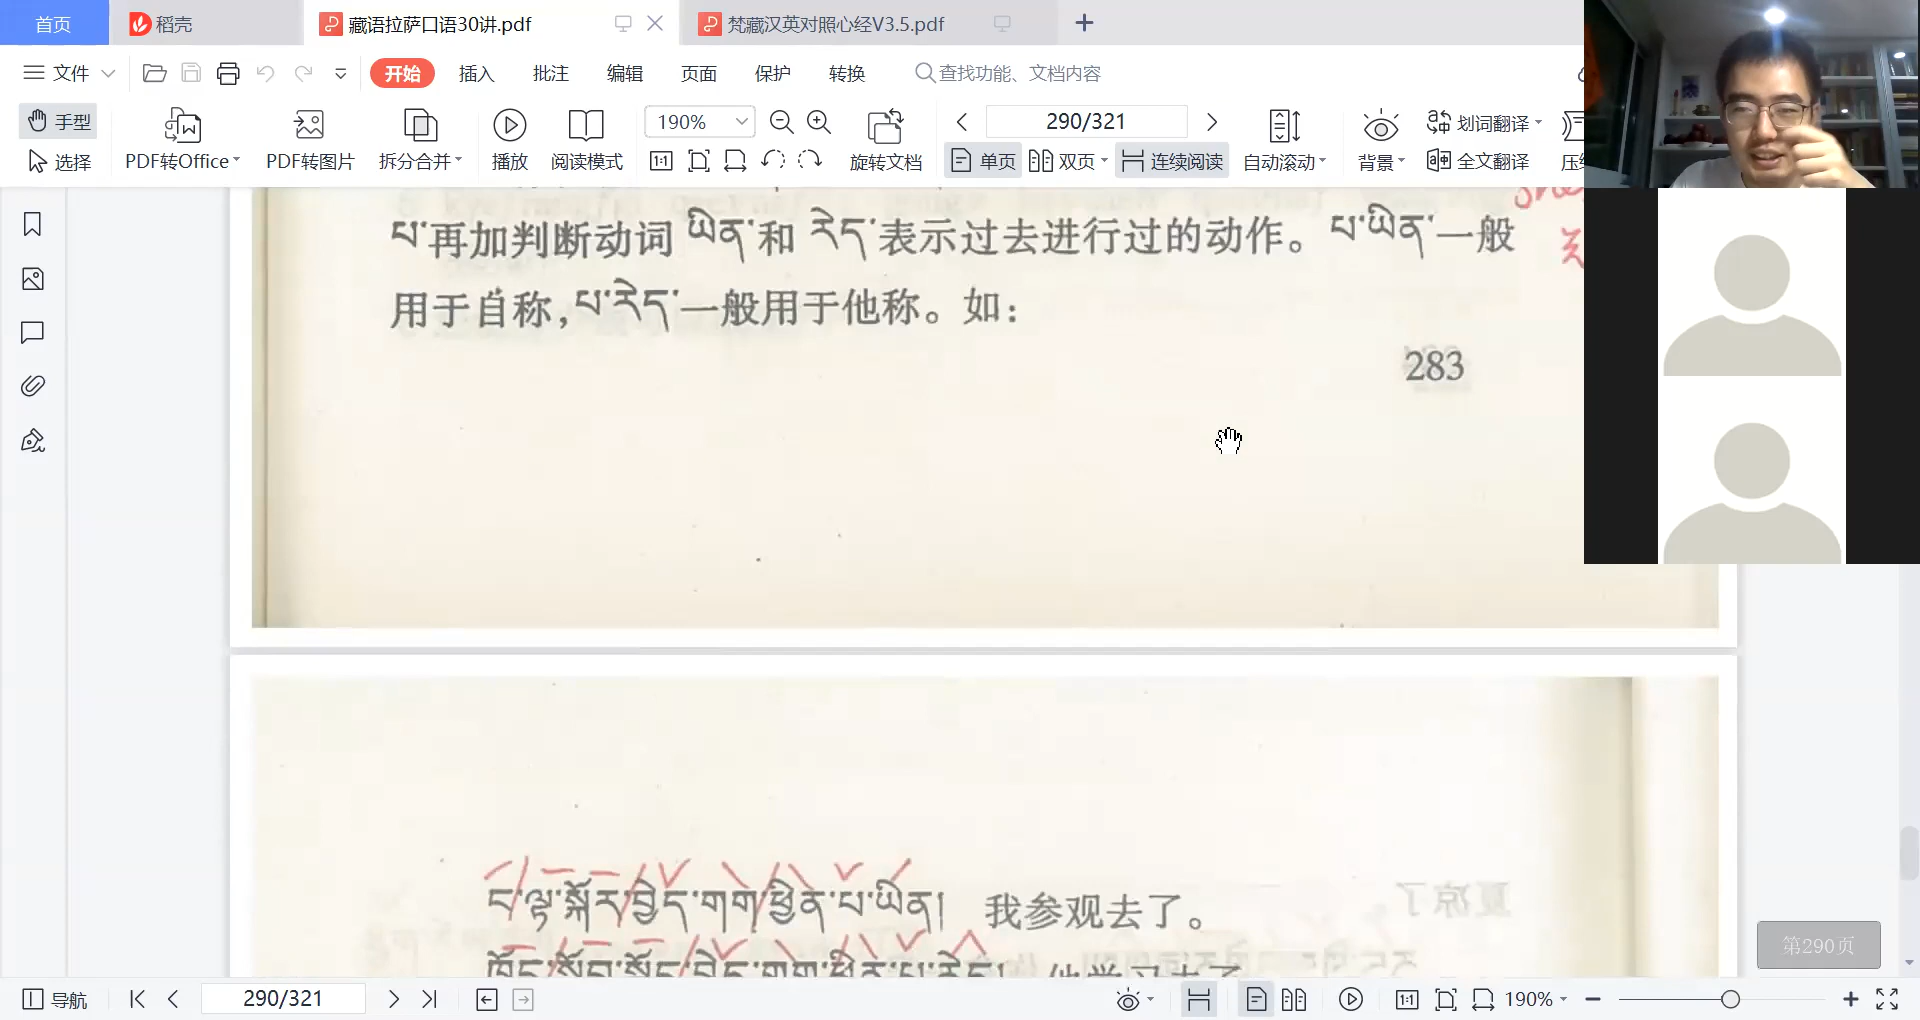 首页
稻壳
藏语拉萨口语30讲.pdf
梵藏汉英对照心经V3.5.pdf
文件
开始
插入
批注
编辑
页面
保护
转换
查找功能、文档内容
手型
选择
PDF转Office
PDF转图片
拆分合并
播放
阅读模式
190%
旋转文档
290/321
单页
双页
连续阅读
自动滚动
背景
划词翻译
全文翻译
压
པ་再加判断动词 ཡིན་和 རེད་表示过去进行过的动作。པ་ཡིན་一般
用于自称，པ་རེད་一般用于他称。如：
283
ང་ལྟ་སྐོར་བྱེད་གག་ཕྱིན་པ་ཡིན། 我参观去了。
第290页
导航
290/321
190%